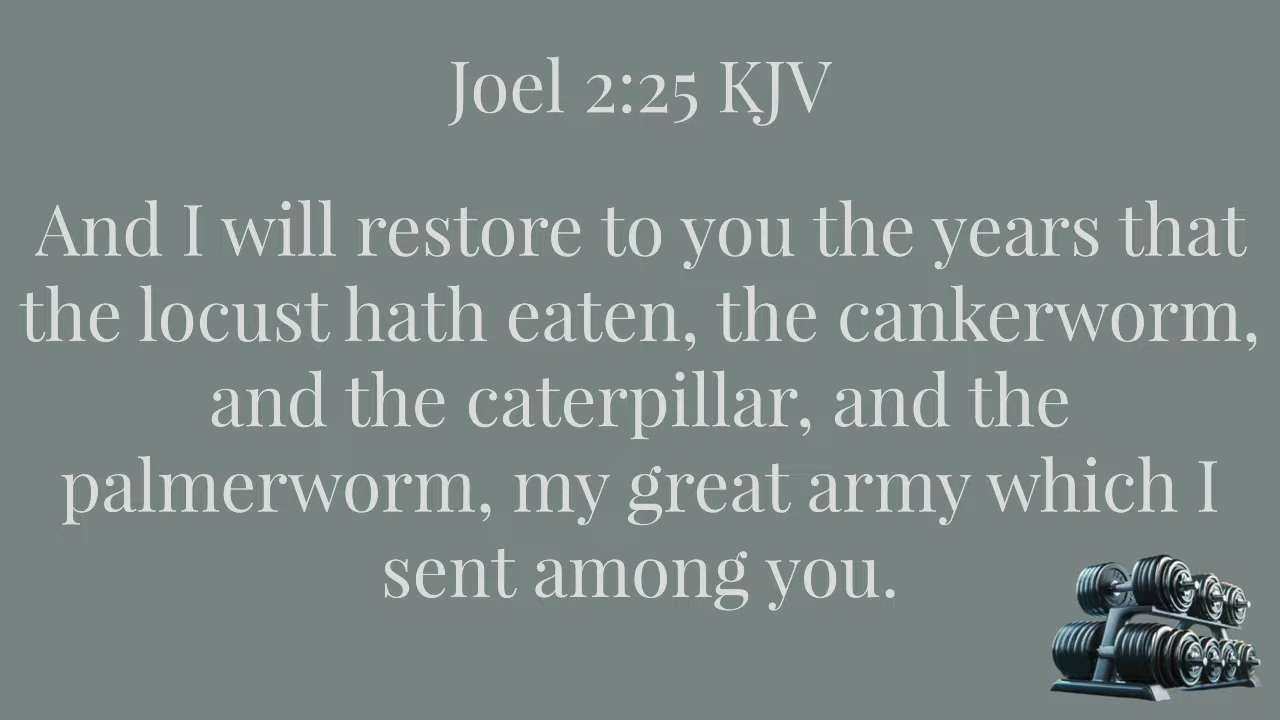 Joel 2:25 KJV
And I will restore to you the years that
the locust hath eaten, the cankerworm,
and the caterpillar, and the
palmerworm, my great army which I
sent among you.